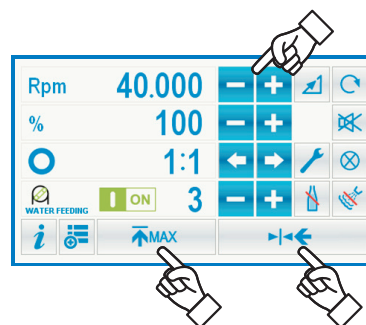 Rpm 40.000 - +
% 100 - +
1:1
WATER FEEDING ON 3 - +
i MAX